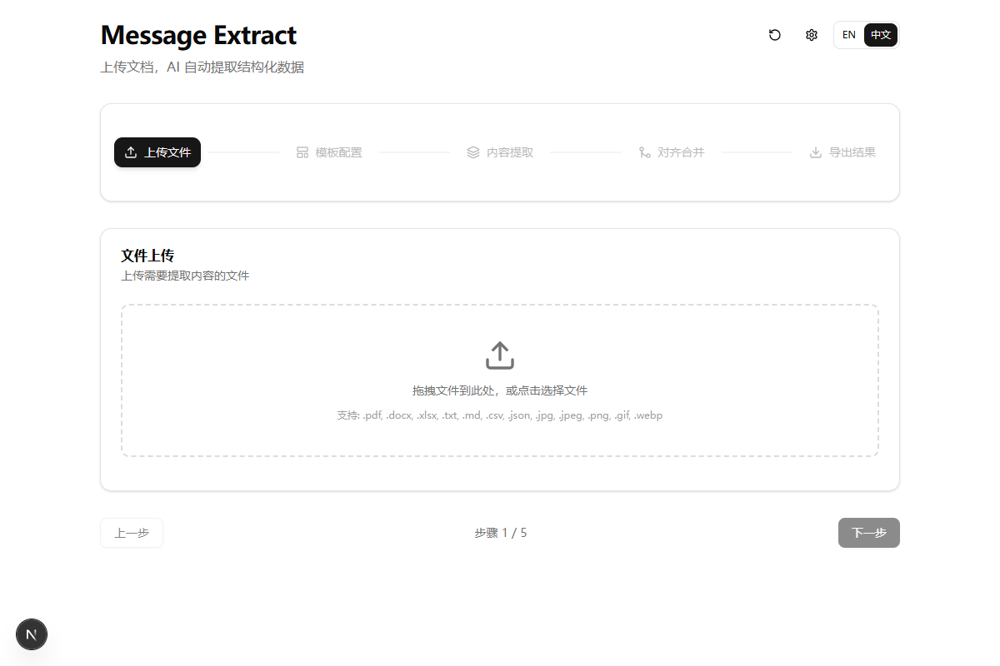 Message Extract
EN 中文
上传文档，AI 自动提取结构化数据
上传文件 模板配置 内容提取 对齐合并 导出结果
文件上传
上传需要提取内容的文件
拖拽文件到此处，或点击选择文件
支持: .pdf, .docx, .xlsx, .txt, .md, .csv, .json, .jpg, .jpeg, .png, .gif, .webp
上一步 步骤 1 / 5 下一步
N